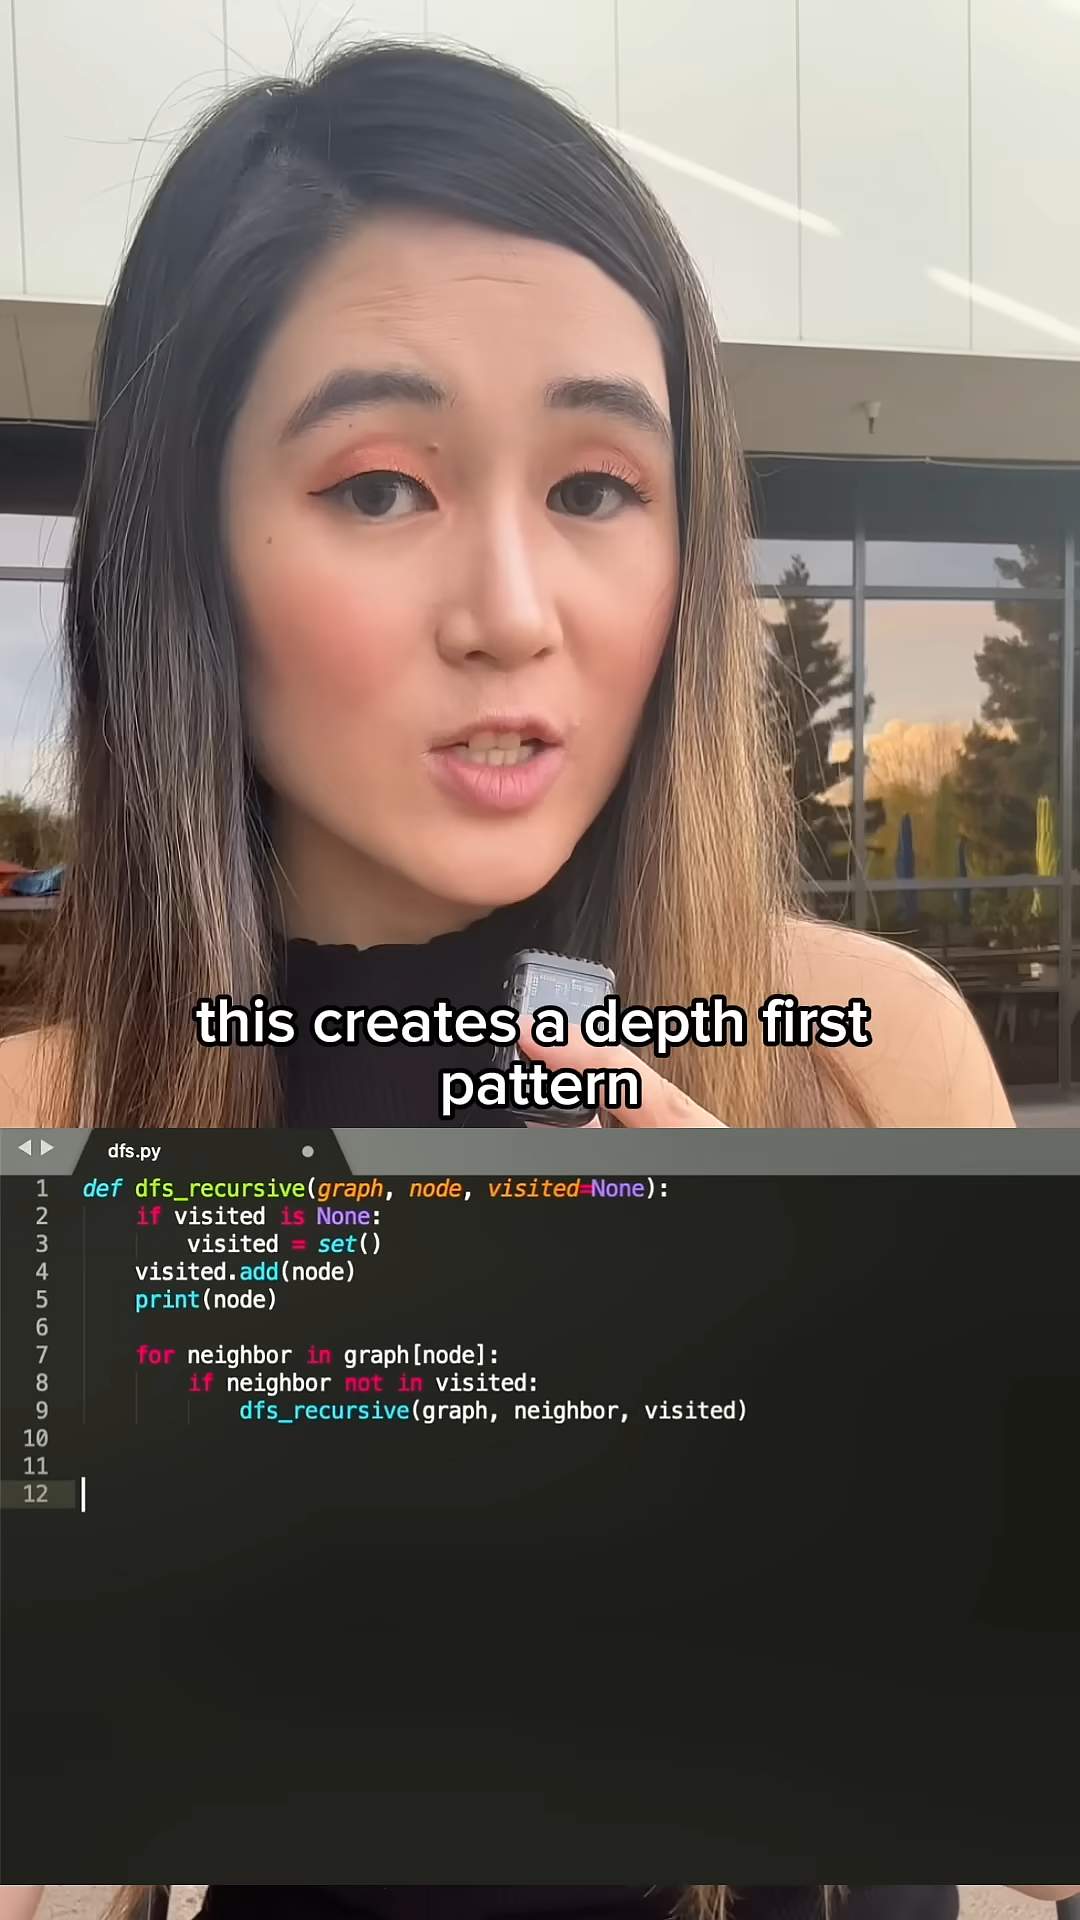 this creates a depth first
pattern
dfs.py
1 def dfs_recursive(graph, node, visited=None):
2     if visited is None:
3         visited = set()
4     visited.add(node)
5     print(node)
6
7     for neighbor in graph[node]:
8         if neighbor not in visited:
9             dfs_recursive(graph, neighbor, visited)
10
11
12